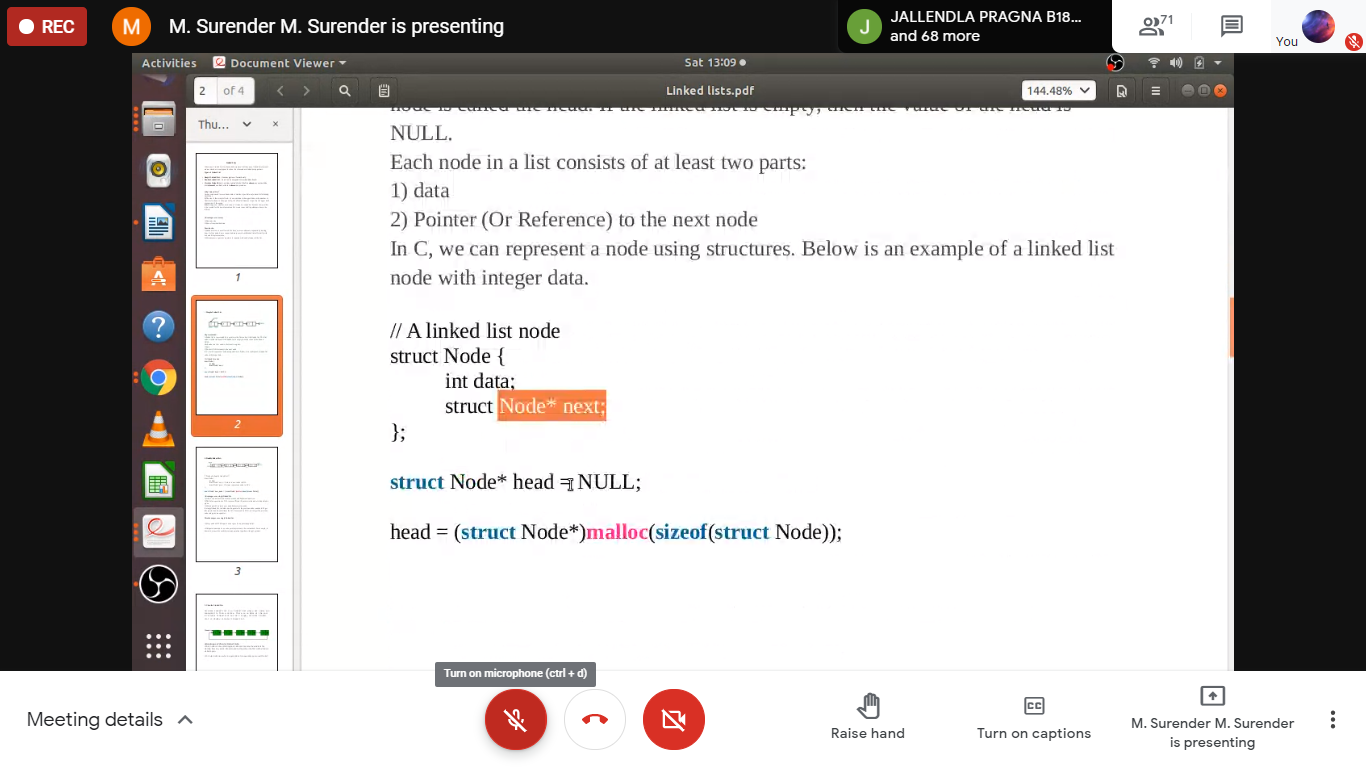 REC
M
M. Surender M. Surender is presenting
J
JALLENDLA PRAGNA B18...
and 68 more
71
You
Activities
Document Viewer
Sat 13:09
2
of 4
Linked lists.pdf
144.48%
Thu...
NULL.
Each node in a list consists of at least two parts:
1) data
2) Pointer (Or Reference) to the next node
In C, we can represent a node using structures. Below is an example of a linked list
node with integer data.
// A linked list node
struct Node {
int data;
struct Node* next;
};
struct Node* head = NULL;
head = (struct Node*)malloc(sizeof(struct Node));
1
2
3
Turn on microphone (ctrl + d)
Meeting details
Raise hand
CC
Turn on captions
M. Surender M. Surender
is presenting